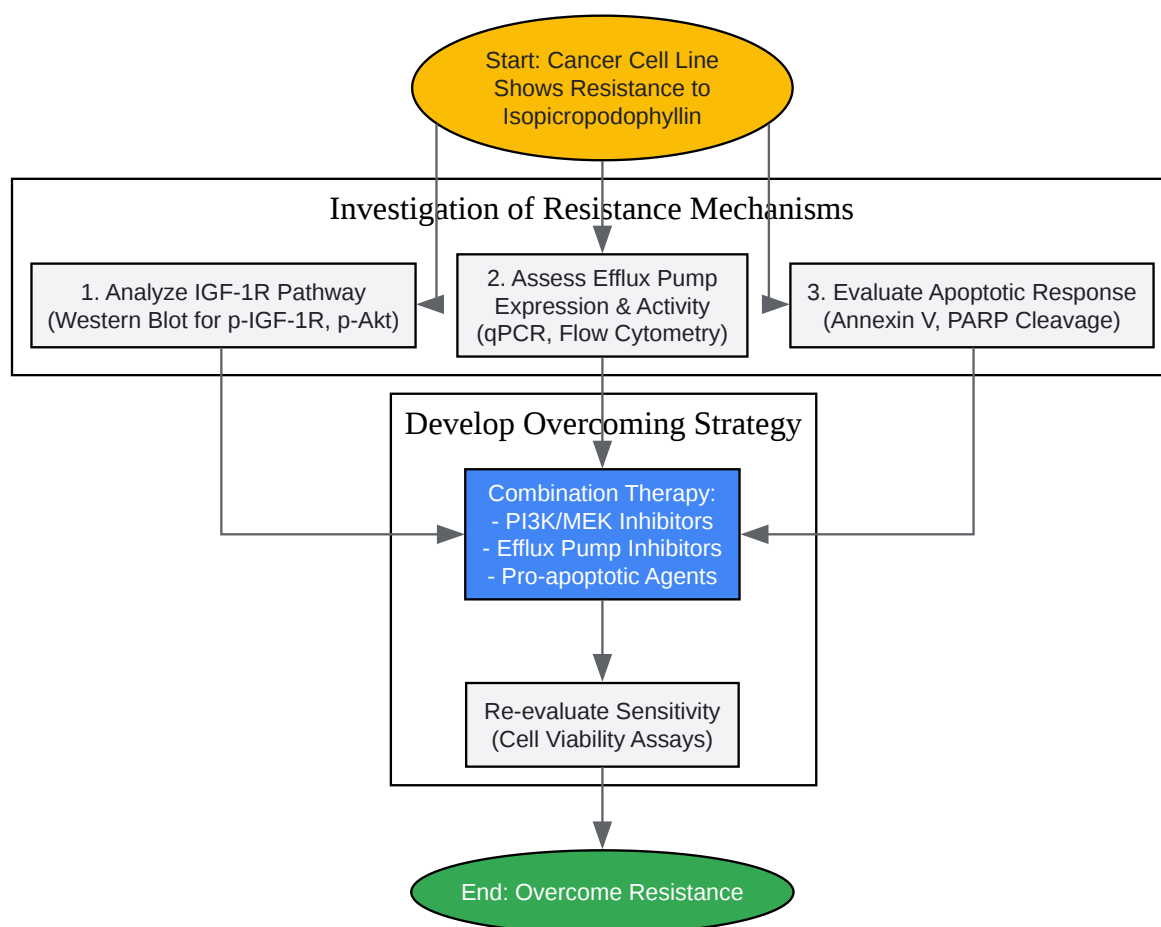 Start: Cancer Cell Line
Shows Resistance to
Isopicropodophyllin
Investigation of Resistance Mechanisms
1. Analyze IGF-1R Pathway
(Western Blot for p-IGF-1R, p-Akt)
2. Assess Efflux Pump
Expression & Activity
(qPCR, Flow Cytometry)
3. Evaluate Apoptotic Response
(Annexin V, PARP Cleavage)
Develop Overcoming Strategy
Combination Therapy:
- PI3K/MEK Inhibitors
- Efflux Pump Inhibitors
- Pro-apoptotic Agents
Re-evaluate Sensitivity
(Cell Viability Assays)
End: Overcome Resistance